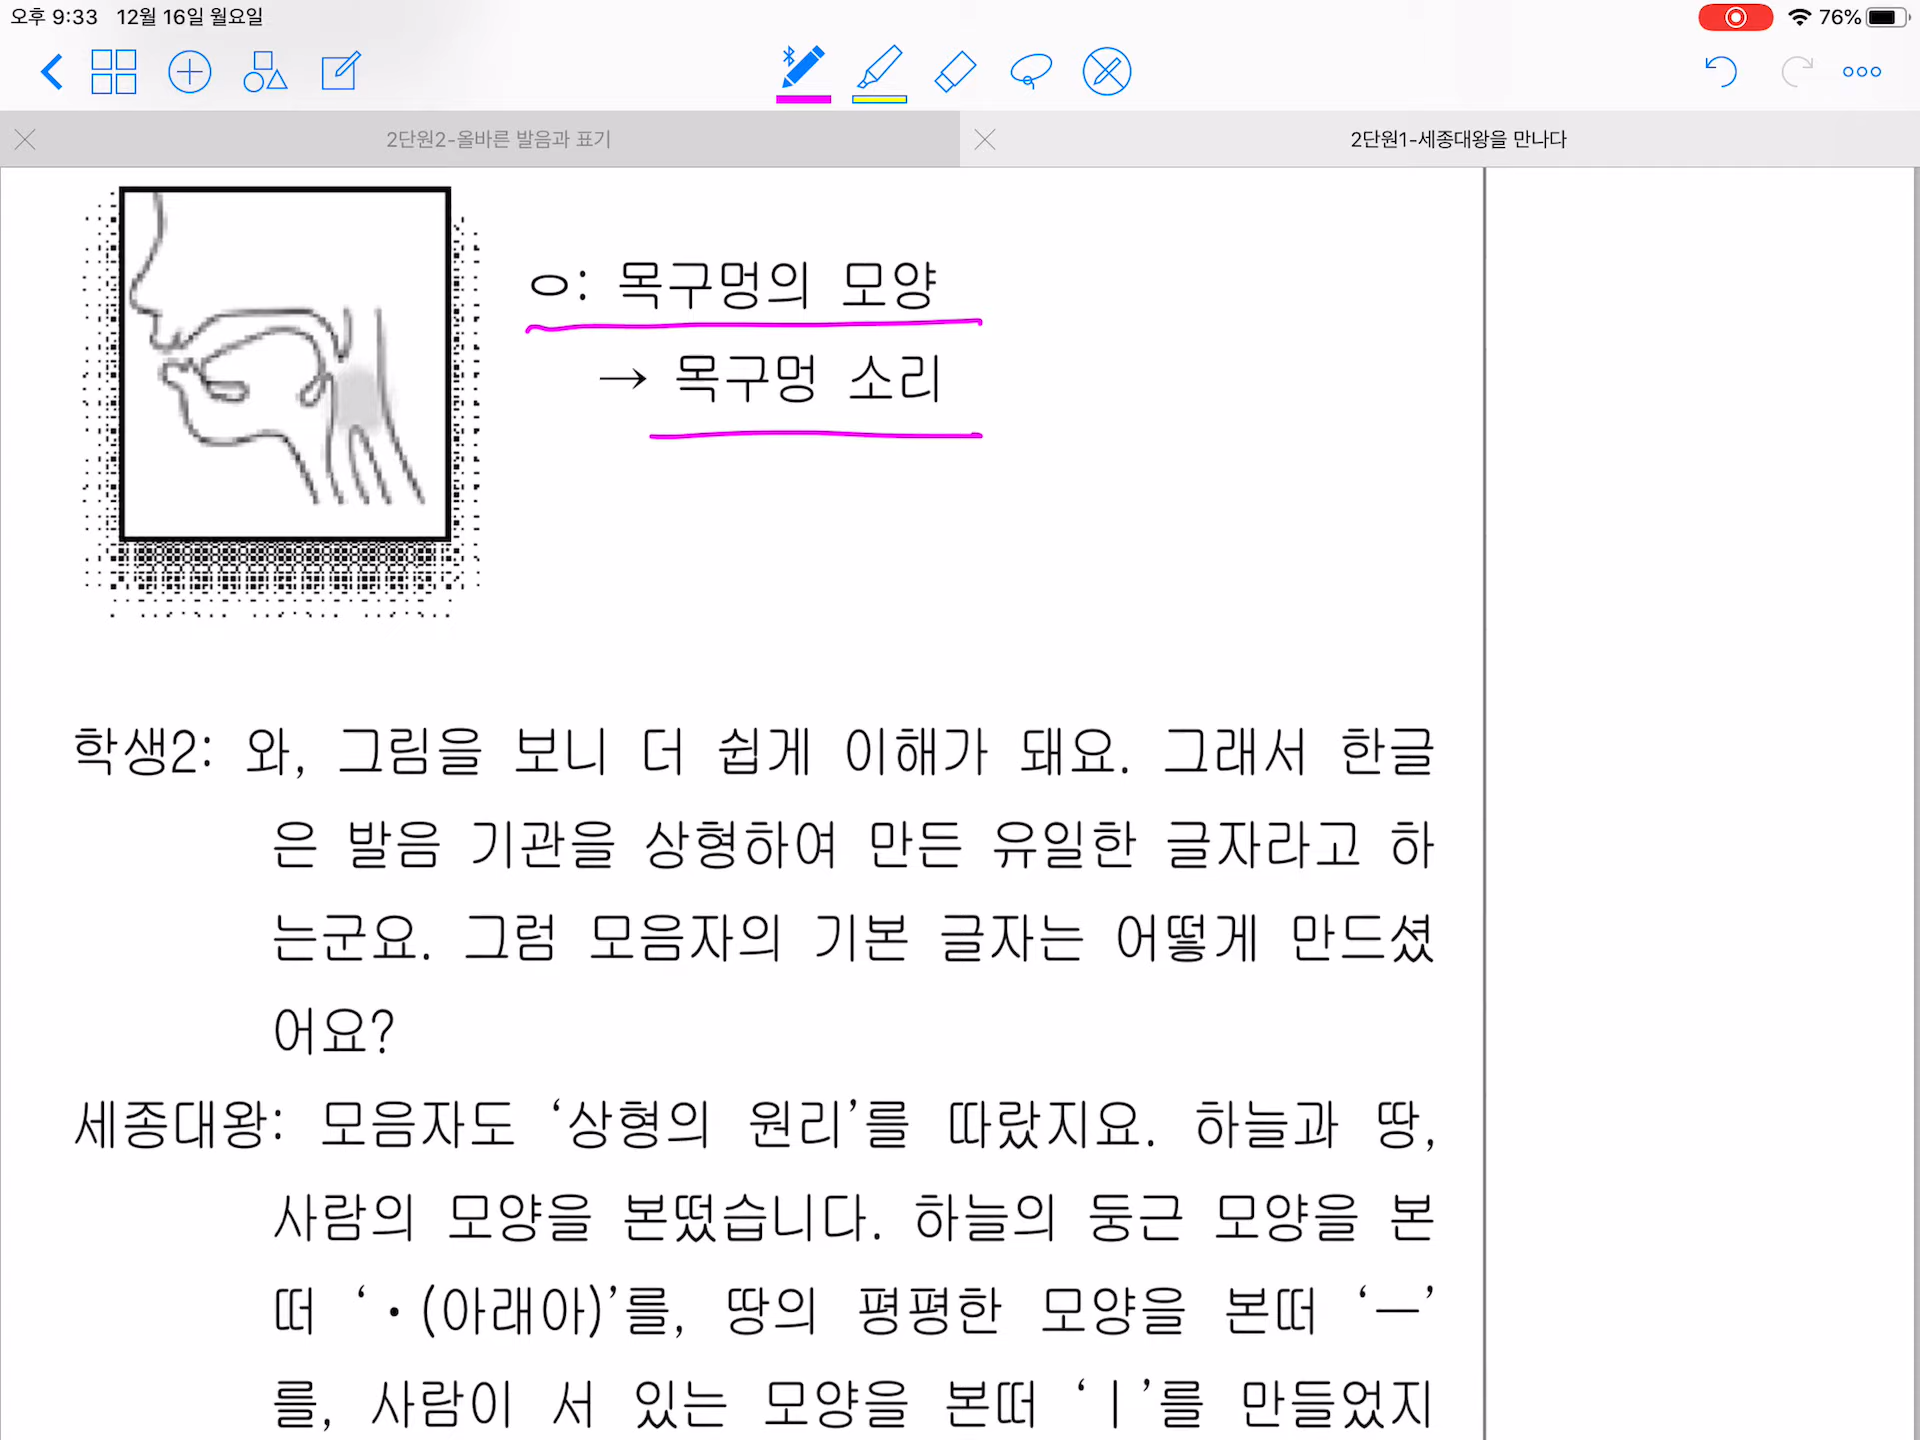 오후 9:33 12월 16일 월요일 76%
2단원2-올바른 발음과 표기
2단원1-세종대왕을 만나다
ㅇ: 목구멍의 모양
→ 목구멍 소리
학생2: 와, 그림을 보니 더 쉽게 이해가 돼요. 그래서 한글
은 발음 기관을 상형하여 만든 유일한 글자라고 하
는군요. 그럼 모음자의 기본 글자는 어떻게 만드셨
어요?
세종대왕: 모음자도 ‘상형의 원리’를 따랐지요. 하늘과 땅,
사람의 모양을 본떴습니다. 하늘의 둥근 모양을 본
떠 ‘·(아래아)’를, 땅의 평평한 모양을 본떠 ‘ㅡ’
를, 사람이 서 있는 모양을 본떠 ‘ㅣ’를 만들었지